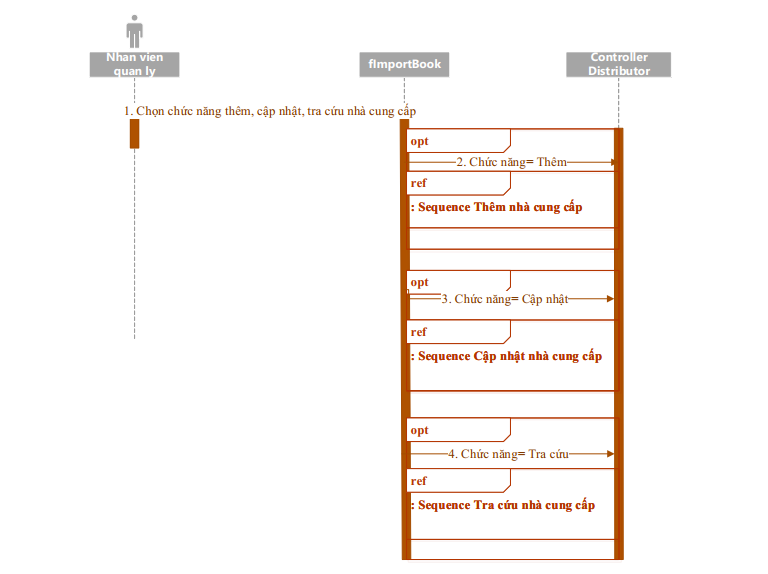 Nhan vien
quan ly
fImportBook
Controller
Distributor
1. Chọn chức năng thêm, cập nhật, tra cứu nhà cung cấp
opt
2. Chức năng= Thêm
ref
: Sequence Thêm nhà cung cấp
opt
3. Chức năng= Cập nhật
ref
: Sequence Cập nhật nhà cung cấp
opt
4. Chức năng= Tra cứu
ref
: Sequence Tra cứu nhà cung cấp